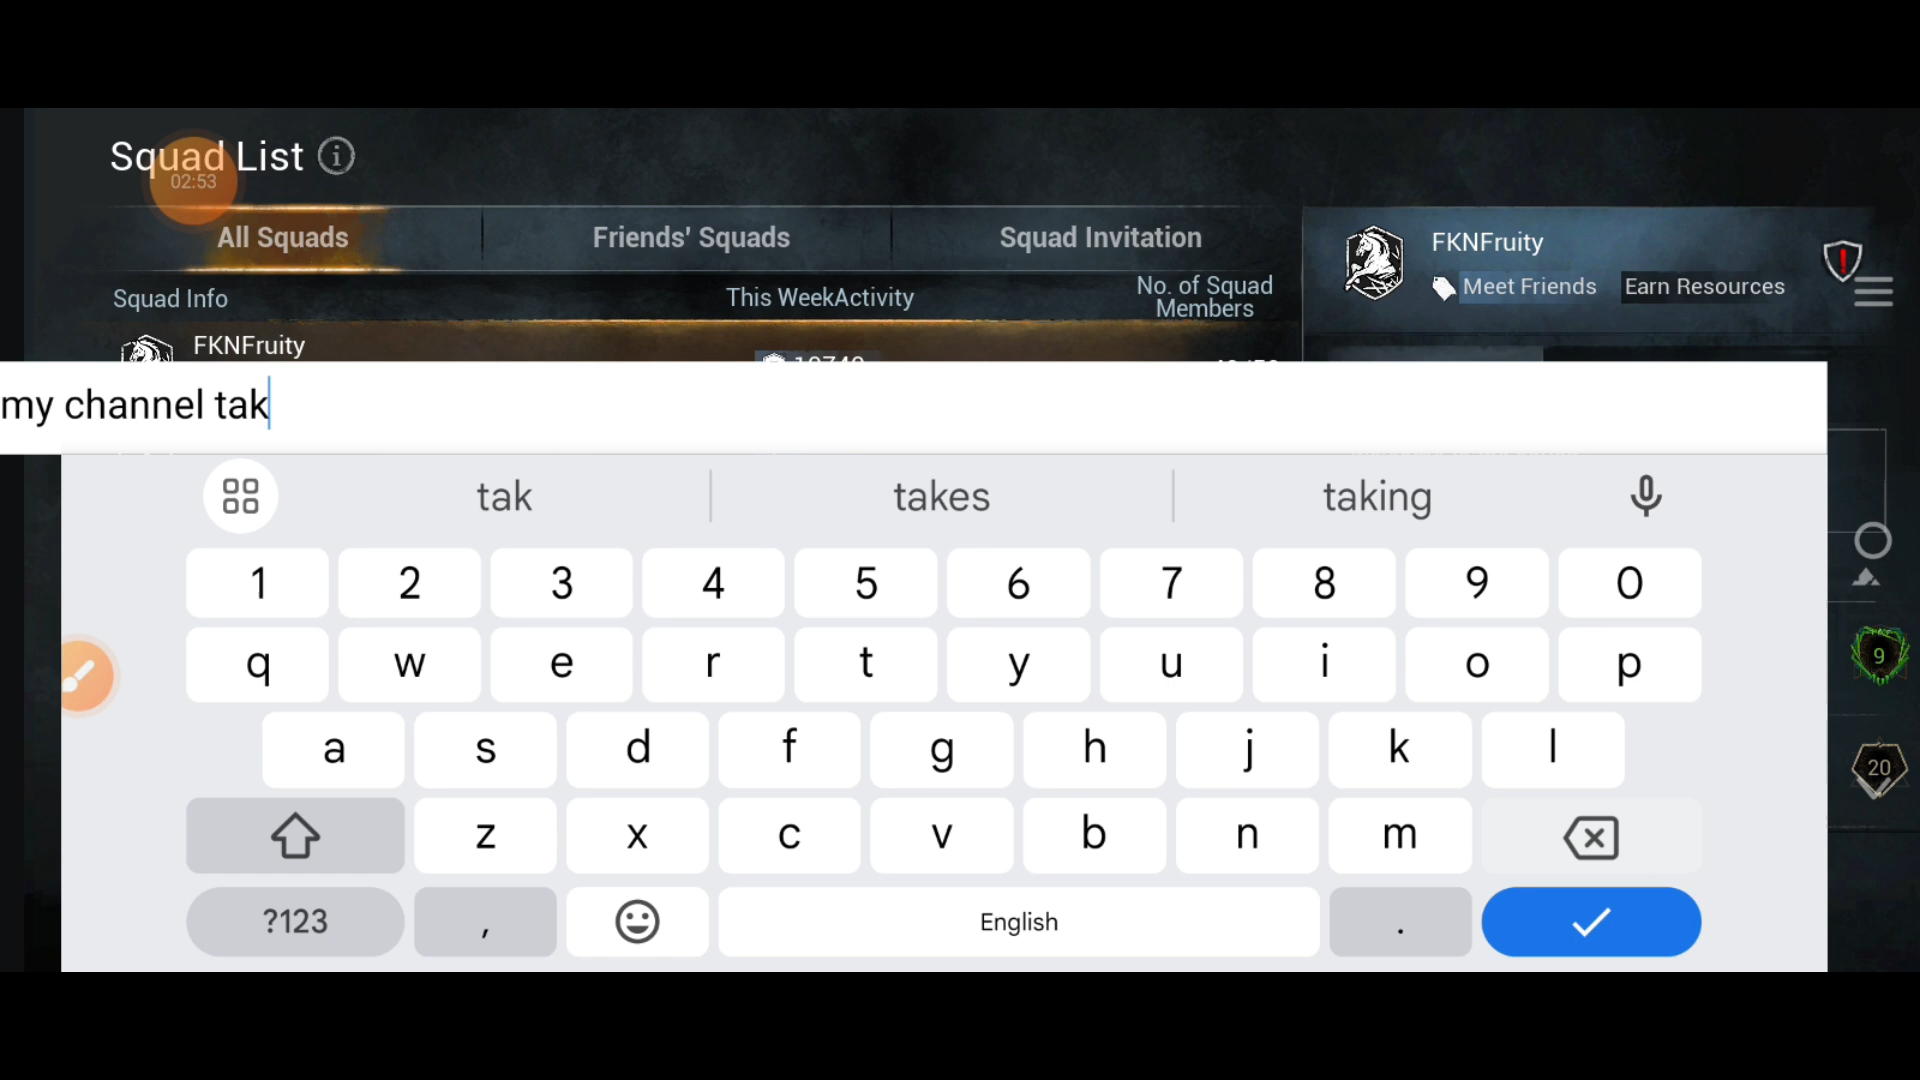 Squad List
02:53
All Squads
Friends' Squads
Squad Invitation
FKNFruity
Meet Friends
Earn Resources
Squad Info
This WeekActivity
No. of Squad
Members
FKNFruity
my channel tak
tak
takes
taking
1 2 3 4 5 6 7 8 9 0
q w e r t y u i o p
a s d f g h j k l
z x c v b n m
?123 , English .
9
20